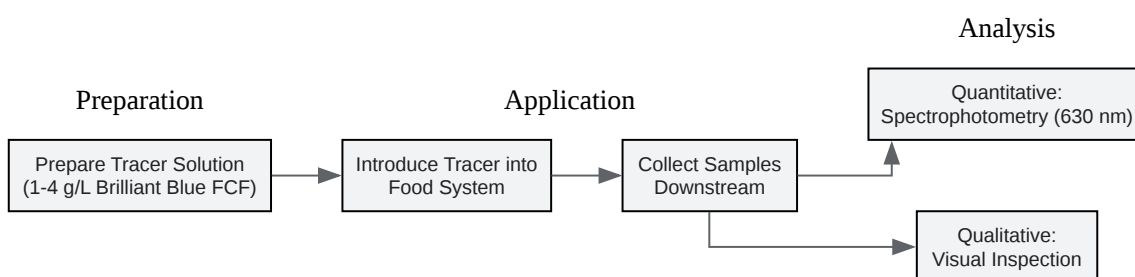 Preparation
Prepare Tracer Solution
(1-4 g/L Brilliant Blue FCF)
Application
Introduce Tracer into
Food System
Collect Samples
Downstream
Analysis
Quantitative:
Spectrophotometry (630 nm)
Qualitative:
Visual Inspection